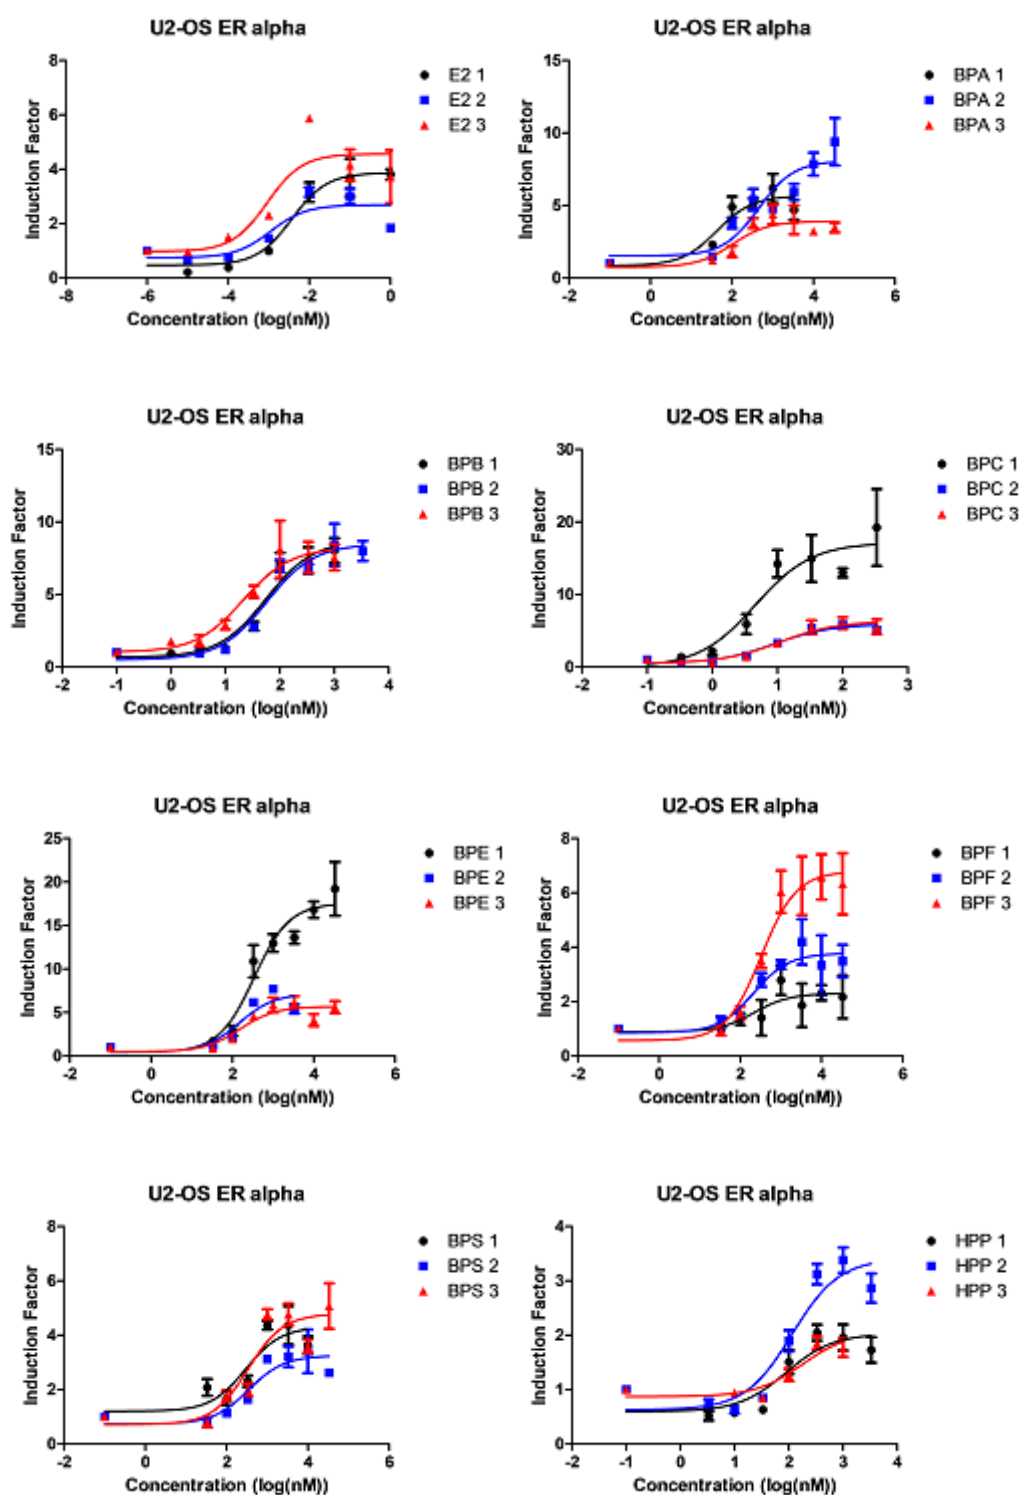 U2-OS ER alpha
8
6
4
2
0
-8
-6
-4
-2
0
Induction Factor
Concentration (log(nM))
E2 1
E2 2
E2 3
U2-OS ER alpha
15
10
5
0
-2
0
2
4
6
Induction Factor
Concentration (log(nM))
BPA 1
BPA 2
BPA 3
U2-OS ER alpha
15
10
5
0
-2
-1
0
1
2
3
4
Induction Factor
Concentration (log(nM))
BPB 1
BPB 2
BPB 3
U2-OS ER alpha
30
20
10
0
-2
-1
0
1
2
3
Induction Factor
Concentration (log(nM))
BPC 1
BPC 2
BPC 3
U2-OS ER alpha
25
20
15
10
5
0
-2
0
2
4
6
Induction Factor
Concentration (log(nM))
BPE 1
BPE 2
BPE 3
U2-OS ER alpha
8
6
4
2
0
-2
0
2
4
6
Induction Factor
Concentration (log(nM))
BPF 1
BPF 2
BPF 3
U2-OS ER alpha
8
6
4
2
0
-2
0
2
4
6
Induction Factor
Concentration (log(nM))
BPS 1
BPS 2
BPS 3
U2-OS ER alpha
4
3
2
1
0
-2
-1
0
1
2
3
4
Induction Factor
Concentration (log(nM))
HPP 1
HPP 2
HPP 3